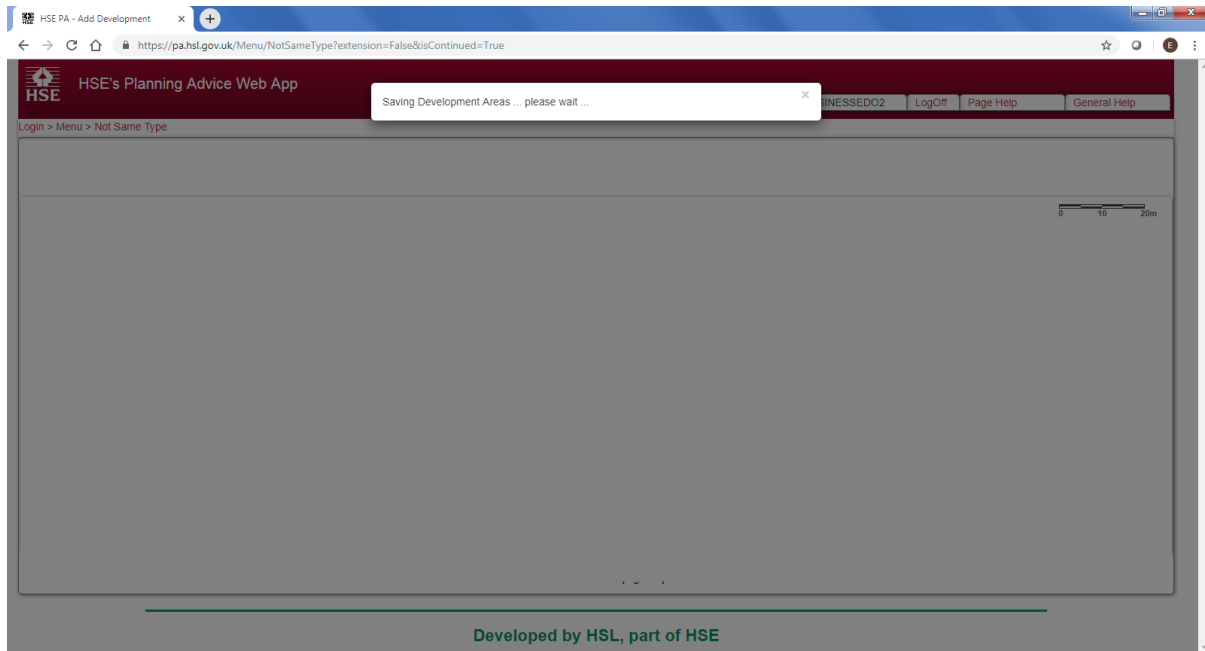 HSE PA - Add Development
https://pa.hsl.gov.uk/Menu/NotSameType?extension=False&isContinued=True
E
HSE
HSE's Planning Advice Web App
Saving Development Areas ... please wait ...
SINESSEDO2
LogOff
Page Help
General Help
Login > Menu > Not Same Type
0 10 20m
Developed by HSL, part of HSE